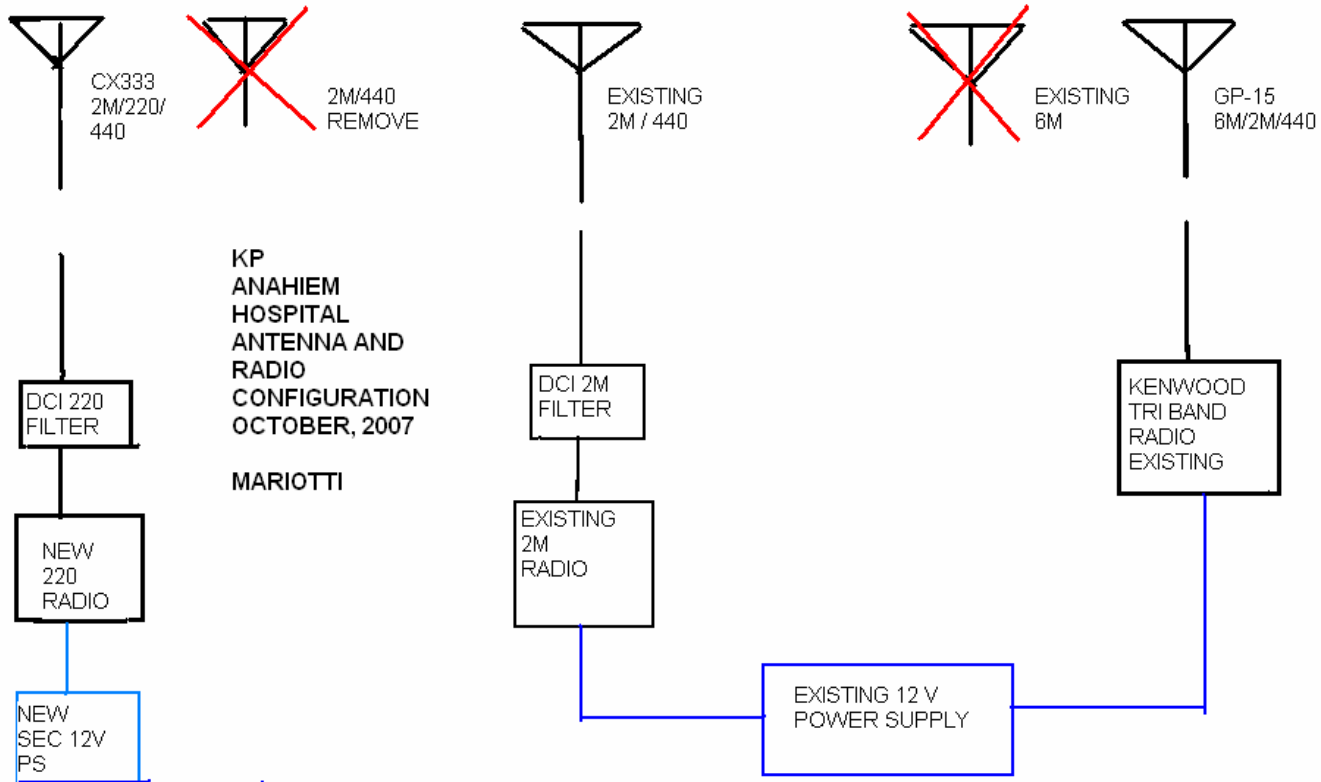 CX333
2M/220/
440
2M/440
REMOVE
EXISTING
2M / 440
EXISTING
6M
GP-15
6M/2M/440
KP
ANAHIEM
HOSPITAL
ANTENNA AND
RADIO
CONFIGURATION
OCTOBER, 2007
MARIOTTI
DCI 220
FILTER
DCI 2M
FILTER
KENWOOD
TRI BAND
RADIO
EXISTING
NEW
220
RADIO
EXISTING
2M
RADIO
NEW
SEC 12V
PS
EXISTING 12 V
POWER SUPPLY